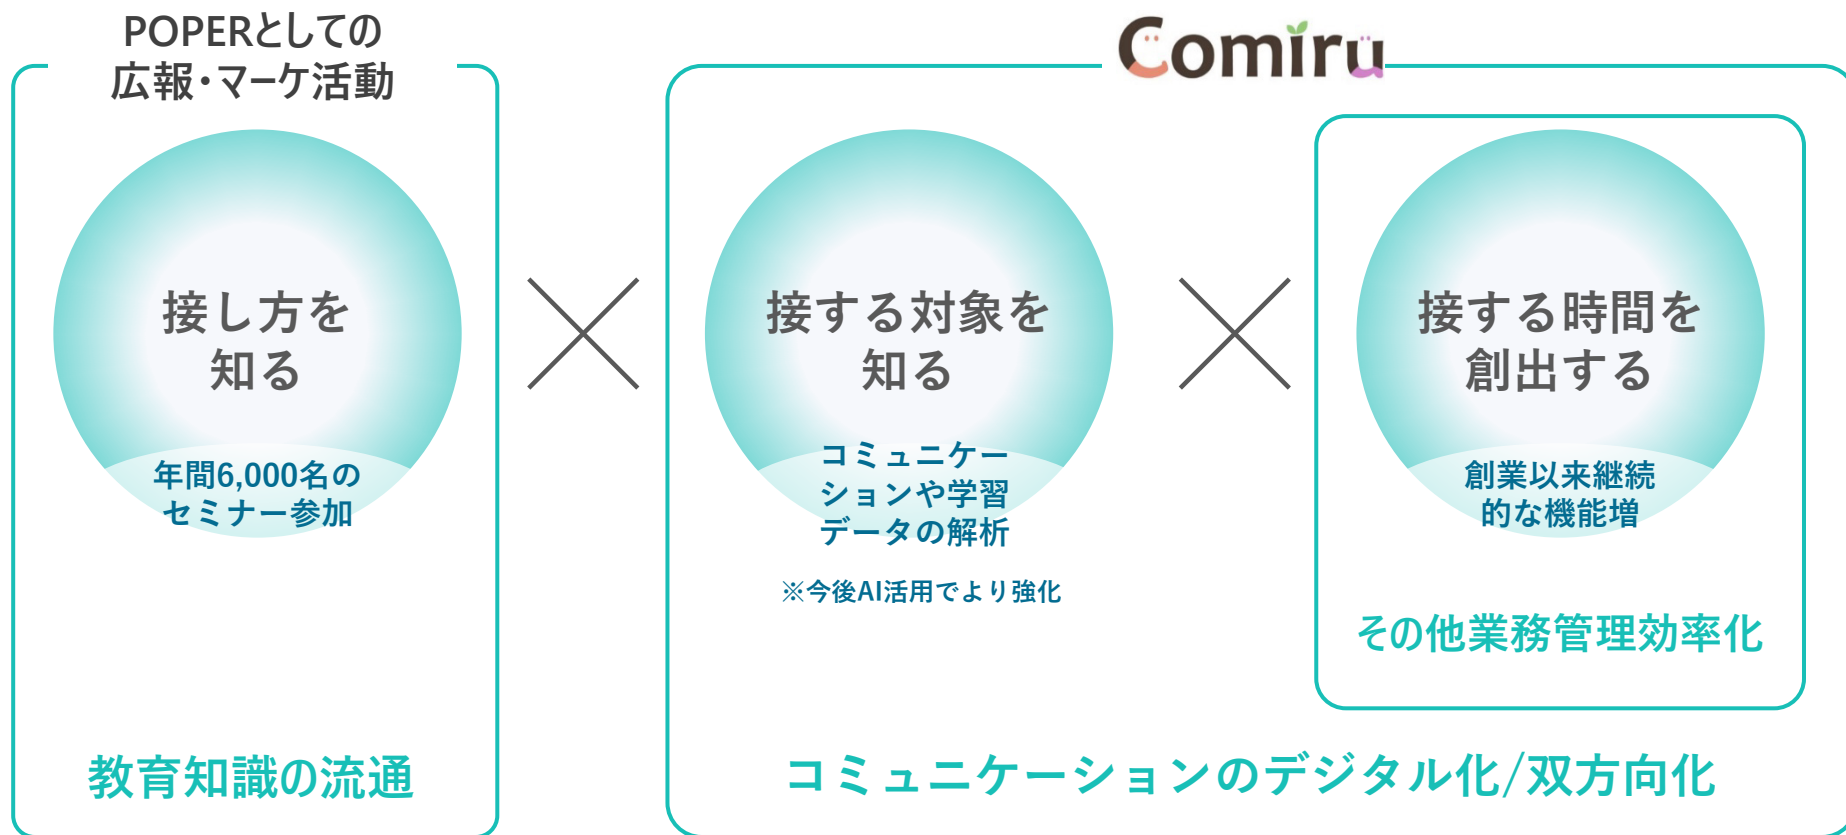 POPERとしての
広報・マーケ活動
接し方を
知る
年間6,000名の
セミナー参加
教育知識の流通
Comiru
接する対象を
知る
コミュニケー
ションや学習
データの解析
※今後AI活用でより強化
接する時間を
創出する
創業以来継続
的な機能増
その他業務管理効率化
コミュニケーションのデジタル化/双方向化